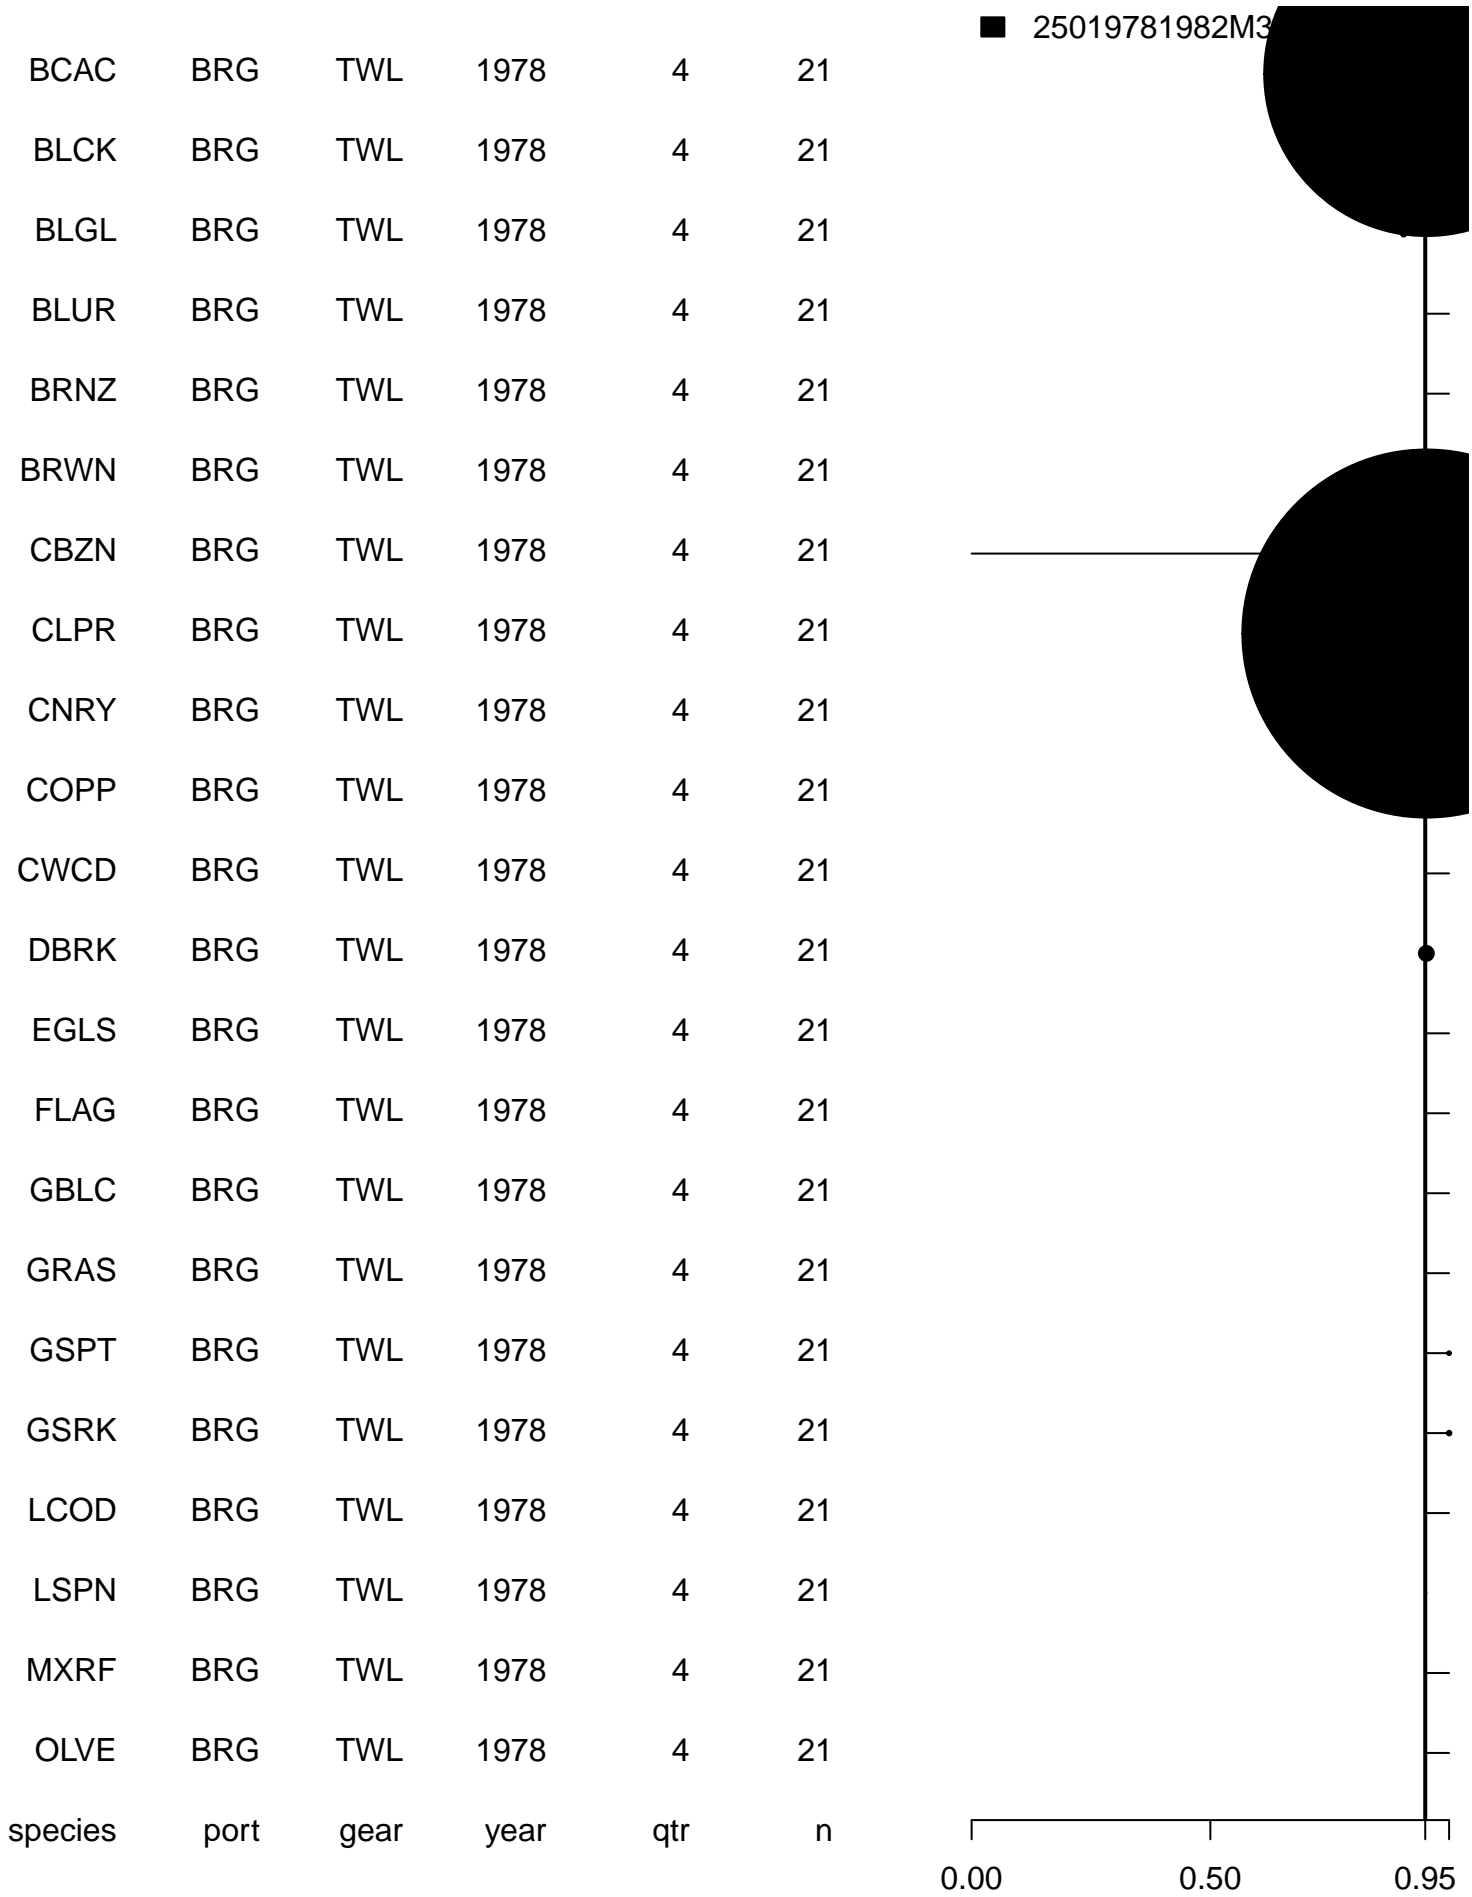 25019781982M3
BCAC BRG TWL 1978 4 21
BLCK BRG TWL 1978 4 21
BLGL BRG TWL 1978 4 21
BLUR BRG TWL 1978 4 21
BRNZ BRG TWL 1978 4 21
BRWN BRG TWL 1978 4 21
CBZN BRG TWL 1978 4 21
CLPR BRG TWL 1978 4 21
CNRY BRG TWL 1978 4 21
COPP BRG TWL 1978 4 21
CWCD BRG TWL 1978 4 21
DBRK BRG TWL 1978 4 21
EGLS BRG TWL 1978 4 21
FLAG BRG TWL 1978 4 21
GBLC BRG TWL 1978 4 21
GRAS BRG TWL 1978 4 21
GSPT BRG TWL 1978 4 21
GSRK BRG TWL 1978 4 21
LCOD BRG TWL 1978 4 21
LSPN BRG TWL 1978 4 21
MXRF BRG TWL 1978 4 21
OLVE BRG TWL 1978 4 21
species port gear year qtr n
0.00 0.50 0.95